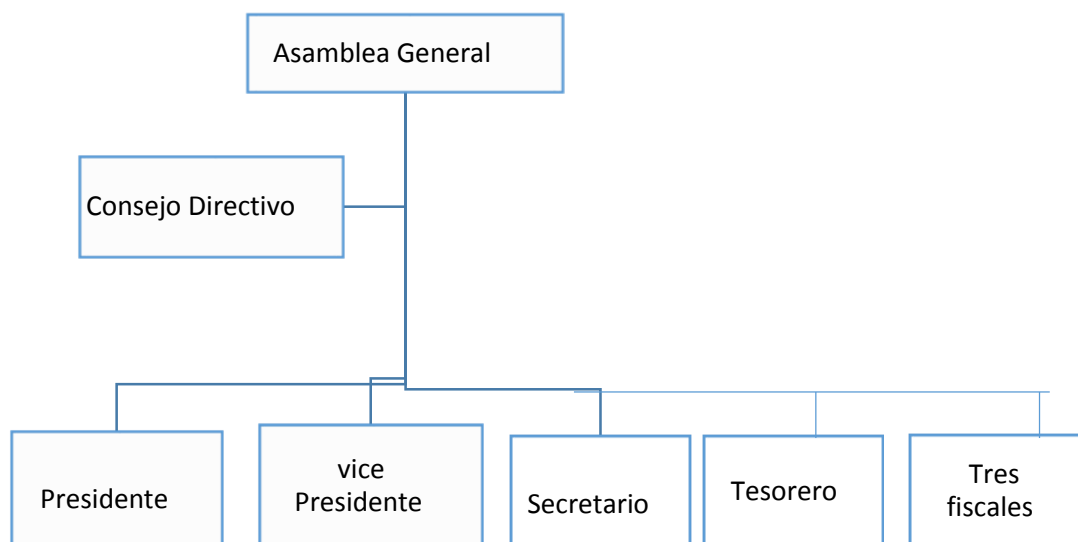 Asamblea General
Consejo Directivo
Presidente
vice
Presidente
Secretario
Tesorero
Tres
fiscales